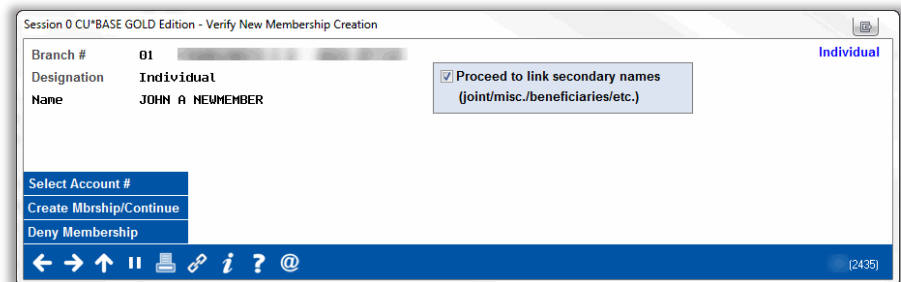 Session 0 CU*BASE GOLD Edition - Verify New Membership Creation
Branch # 01
Individual
Designation Individual
Name JOHN A NEWMEMBER
Proceed to link secondary names
(joint/misc./beneficiaries/etc.)
Select Account #
Create Mbrship/Continue
Deny Membership
i ? @
(2435)